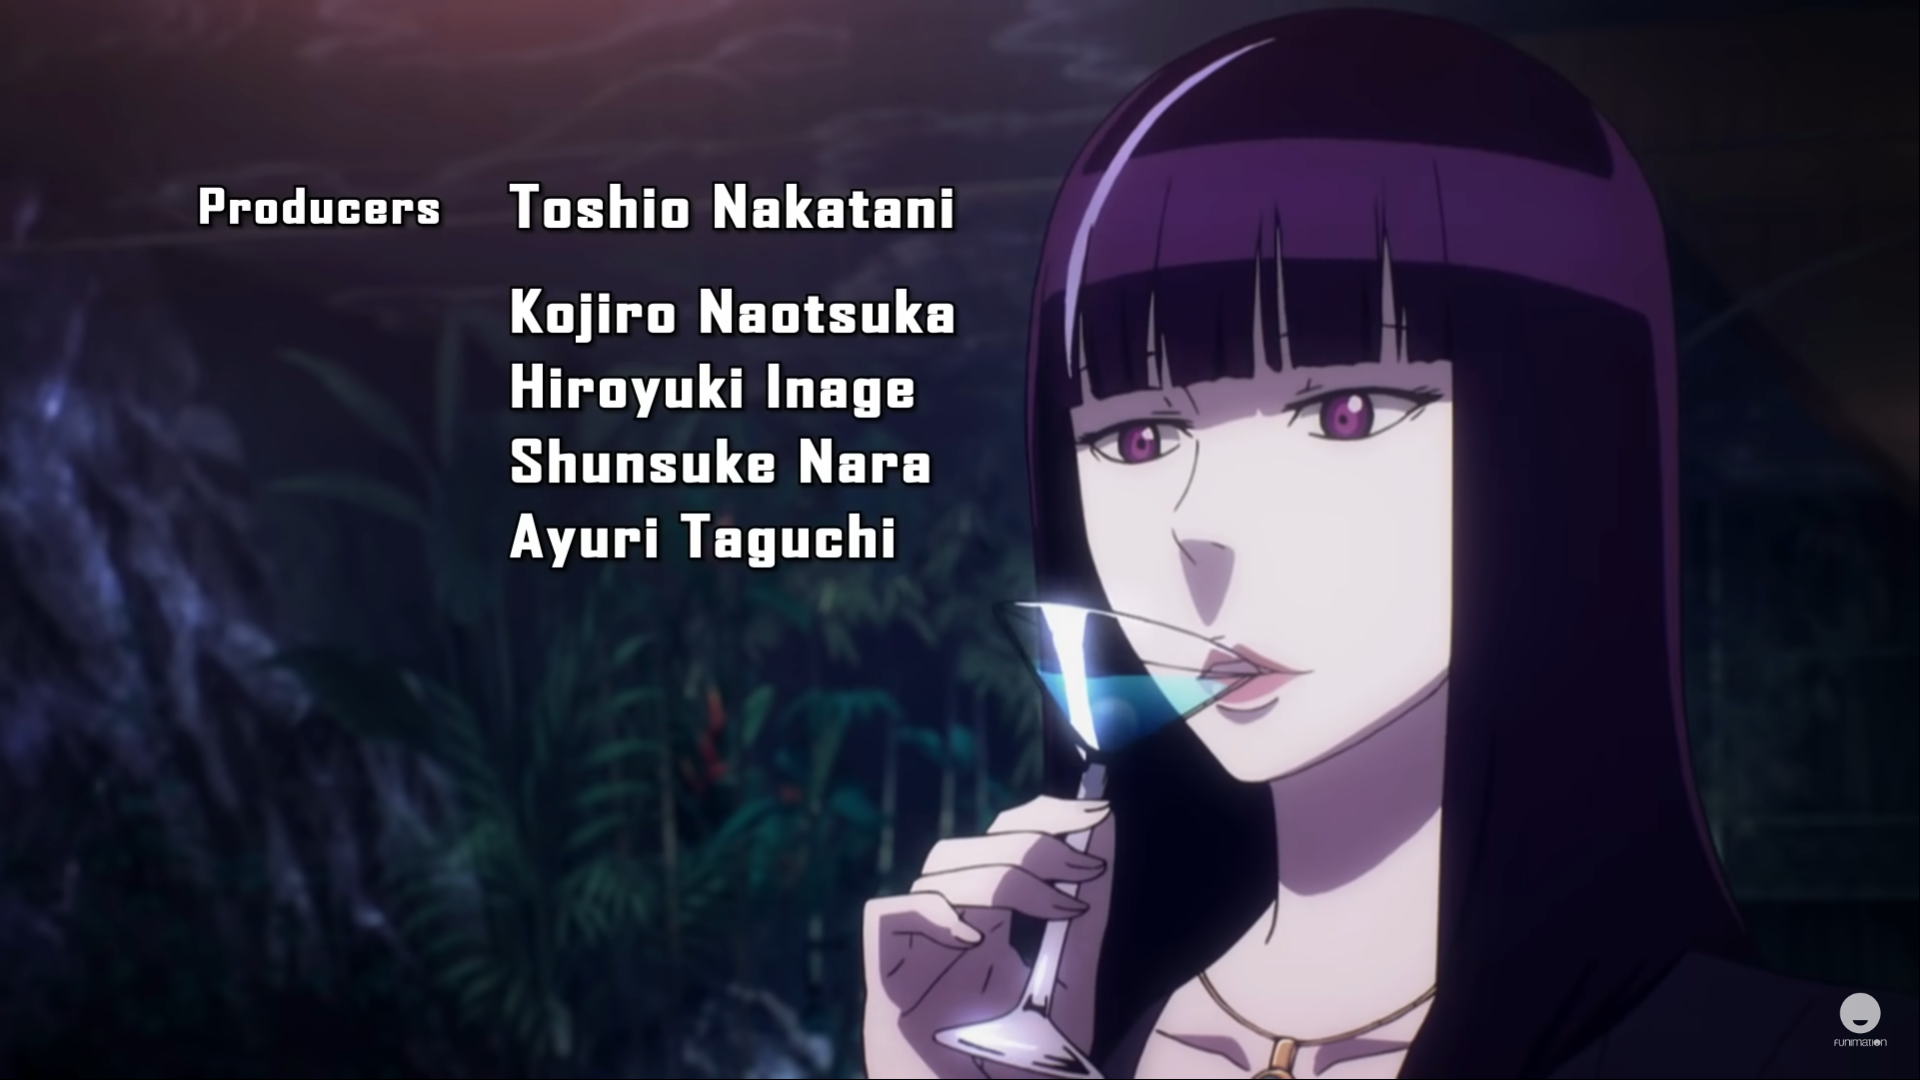 Producers Toshio Nakatani
Kojiro Naotsuka
Hiroyuki Inage
Shunsuke Nara
Ayuri Taguchi
FUNIMATION